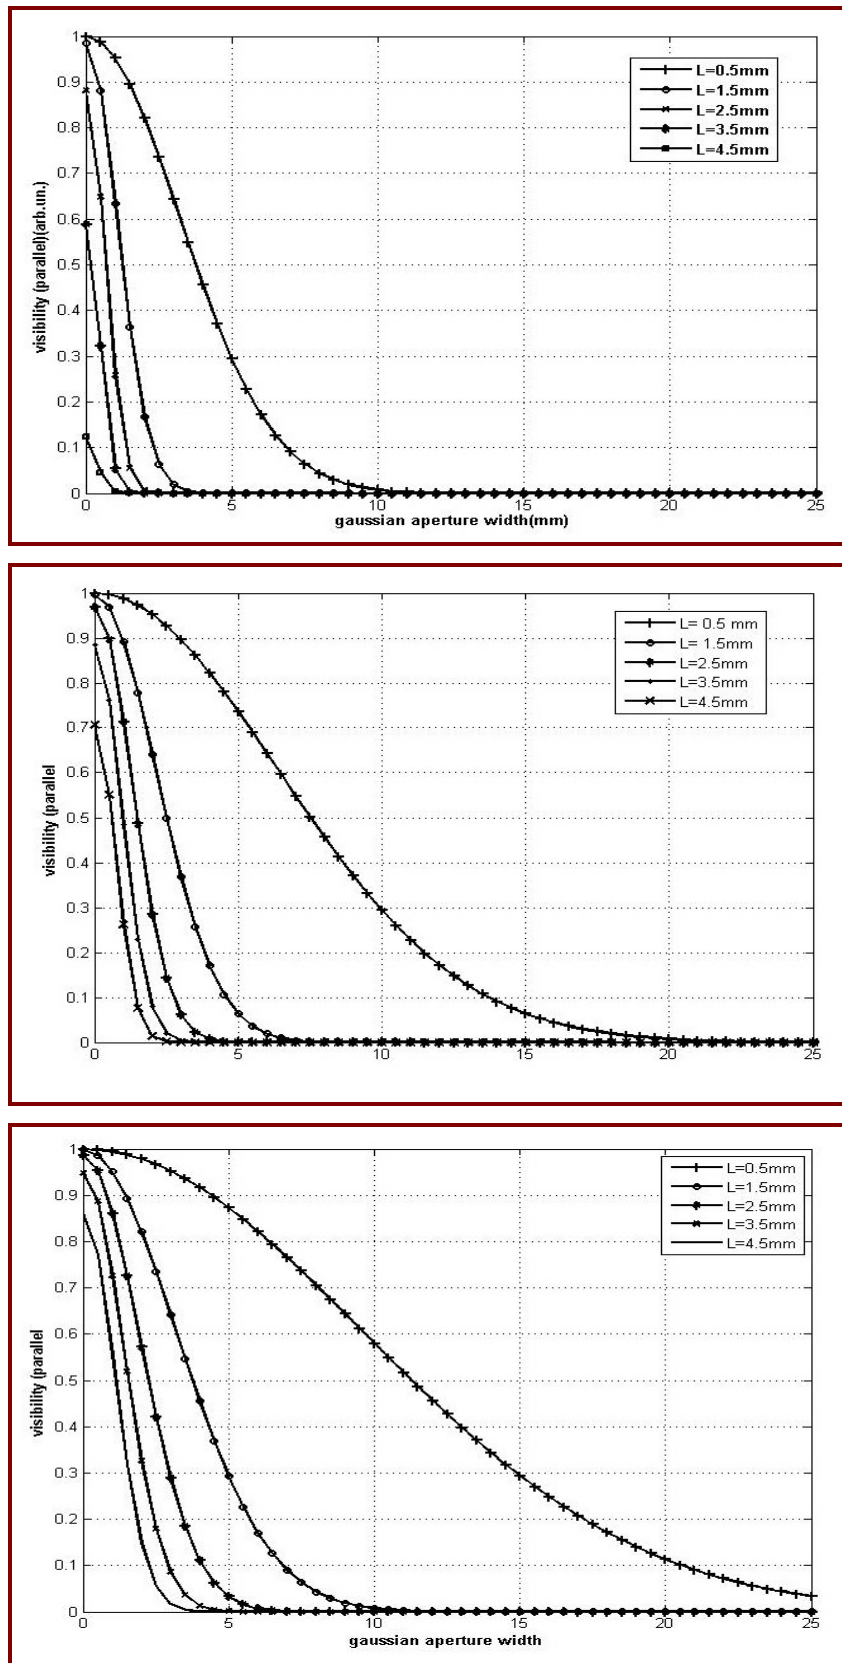 1
0.9
0.8
0.7
0.6
0.5
0.4
0.3
0.2
0.1
0
visibility (parallel)(arb.un.)
L=0.5mm
L=1.5mm
L=2.5mm
L=3.5mm
L=4.5mm
0 5 10 15 20 25
gaussian aperture width(mm)
1
0.9
0.8
0.7
0.6
0.5
0.4
0.3
0.2
0.1
0
visibility (parallel
L= 0.5 mm
L= 1.5mm
L=2.5mm
L=3.5mm
L=4.5mm
0 5 10 15 20 25
1
0.9
0.8
0.7
0.6
0.5
0.4
0.3
0.2
0.1
0
visibility (parallel
L=0.5mm
L=1.5mm
L=2.5mm
L=3.5mm
L=4.5mm
0 5 10 15 20 25
gaussian aperture width